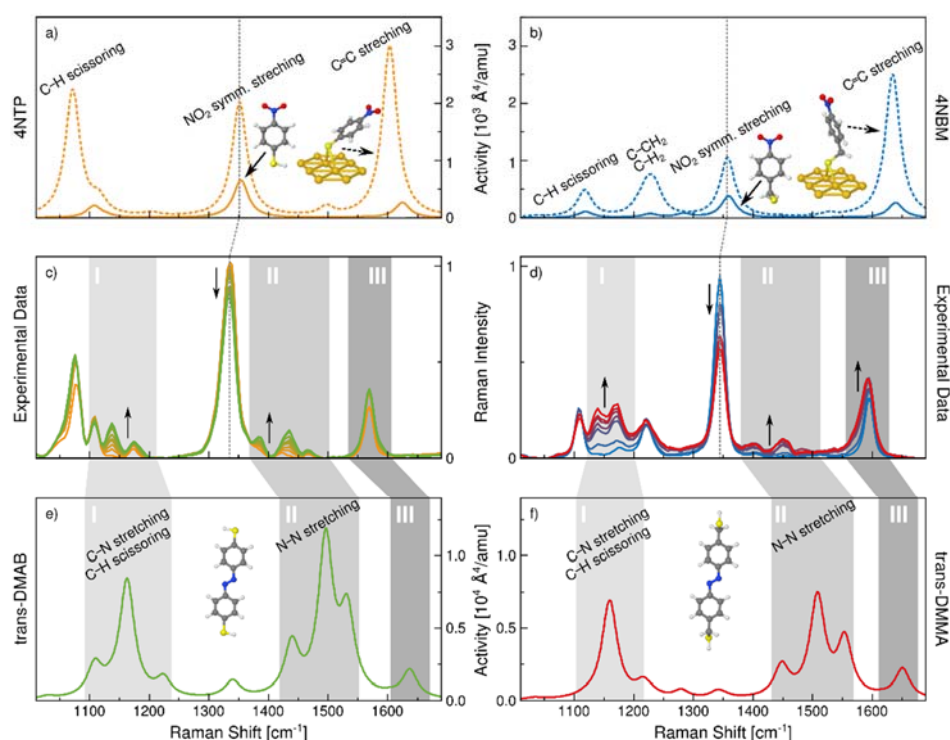 a)
C–H scissoring
NO2 symm. streching
C=C streching
4NTP
3
2
1
0
Activity [10³ Å⁴/amu]
b)
C–H scissoring
C–CH2
C–H2
NO2 symm. streching
C=C streching
4NBM
3
2
1
0
c)
I
II
III
Experimental Data
1
0
Raman Intensity
d)
I
II
III
Experimental Data
1
0
e)
I
II
III
C–N stretching
C–H scissoring
N–N stretching
trans-DMAB
1.0
0.5
0.0
Activity [10⁴ Å⁴/amu]
f)
I
II
III
C–N stretching
C–H scissoring
N–N stretching
trans-DMMA
1.0
0.5
0.0
1100 1200 1300 1400 1500 1600
Raman Shift [cm⁻¹]
1100 1200 1300 1400 1500 1600
Raman Shift [cm⁻¹]